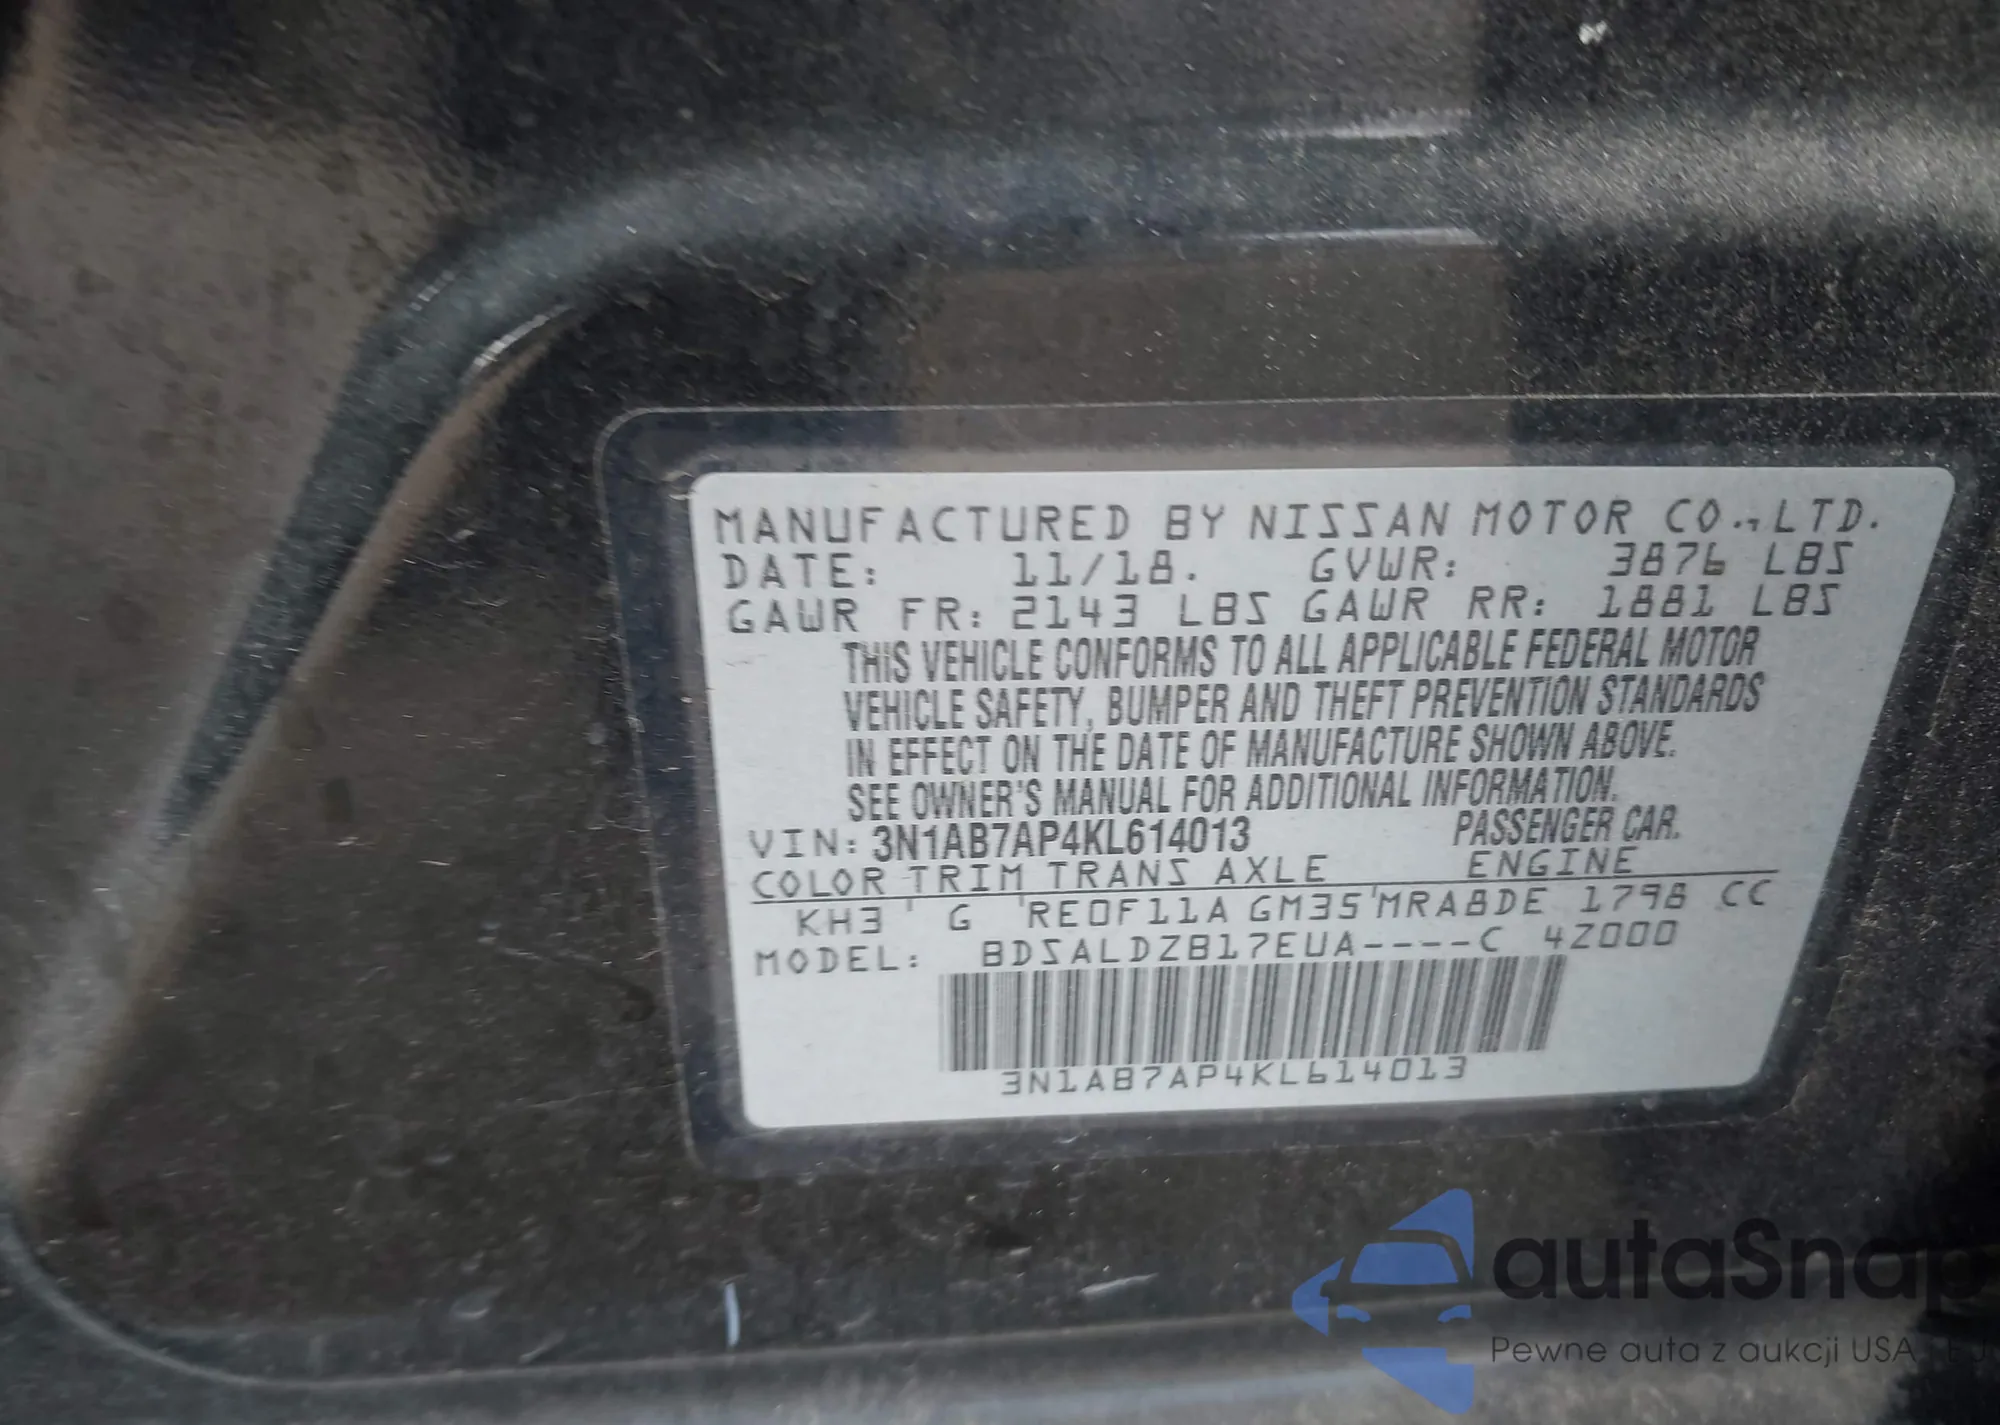 MANUFACTURED BY NISSAN MOTOR CO.,LTD.
DATE: 11/18. GVWR: 3876 LBS
GAWR FR: 2143 LBS GAWR RR: 1881 LBS
THIS VEHICLE CONFORMS TO ALL APPLICABLE FEDERAL MOTOR
VEHICLE SAFETY, BUMPER AND THEFT PREVENTION STANDARDS
IN EFFECT ON THE DATE OF MANUFACTURE SHOWN ABOVE.
SEE OWNER'S MANUAL FOR ADDITIONAL INFORMATION.
VIN: 3N1AB7AP4KL614013 PASSENGER CAR.
COLOR TRIM TRANS AXLE ENGINE
KH3 ' G 'RE0F11A GM35'MRA8DE 1798 CC
MODEL: BDSALDZB17EUA----C 4Z000
3N1AB7AP4KL614013
autaSnap
Pewne auta z aukcji USA